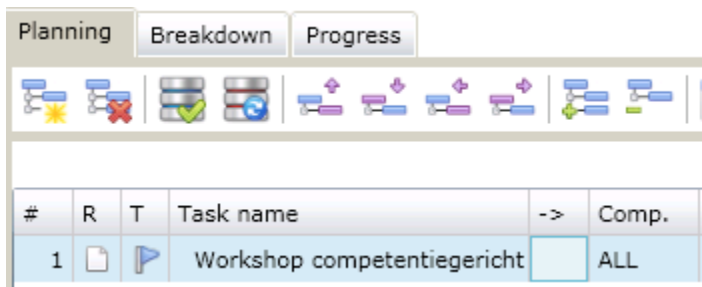 Planning Breakdown Progress
# R T Task name -> Comp.
1 Workshop competentiegericht ALL